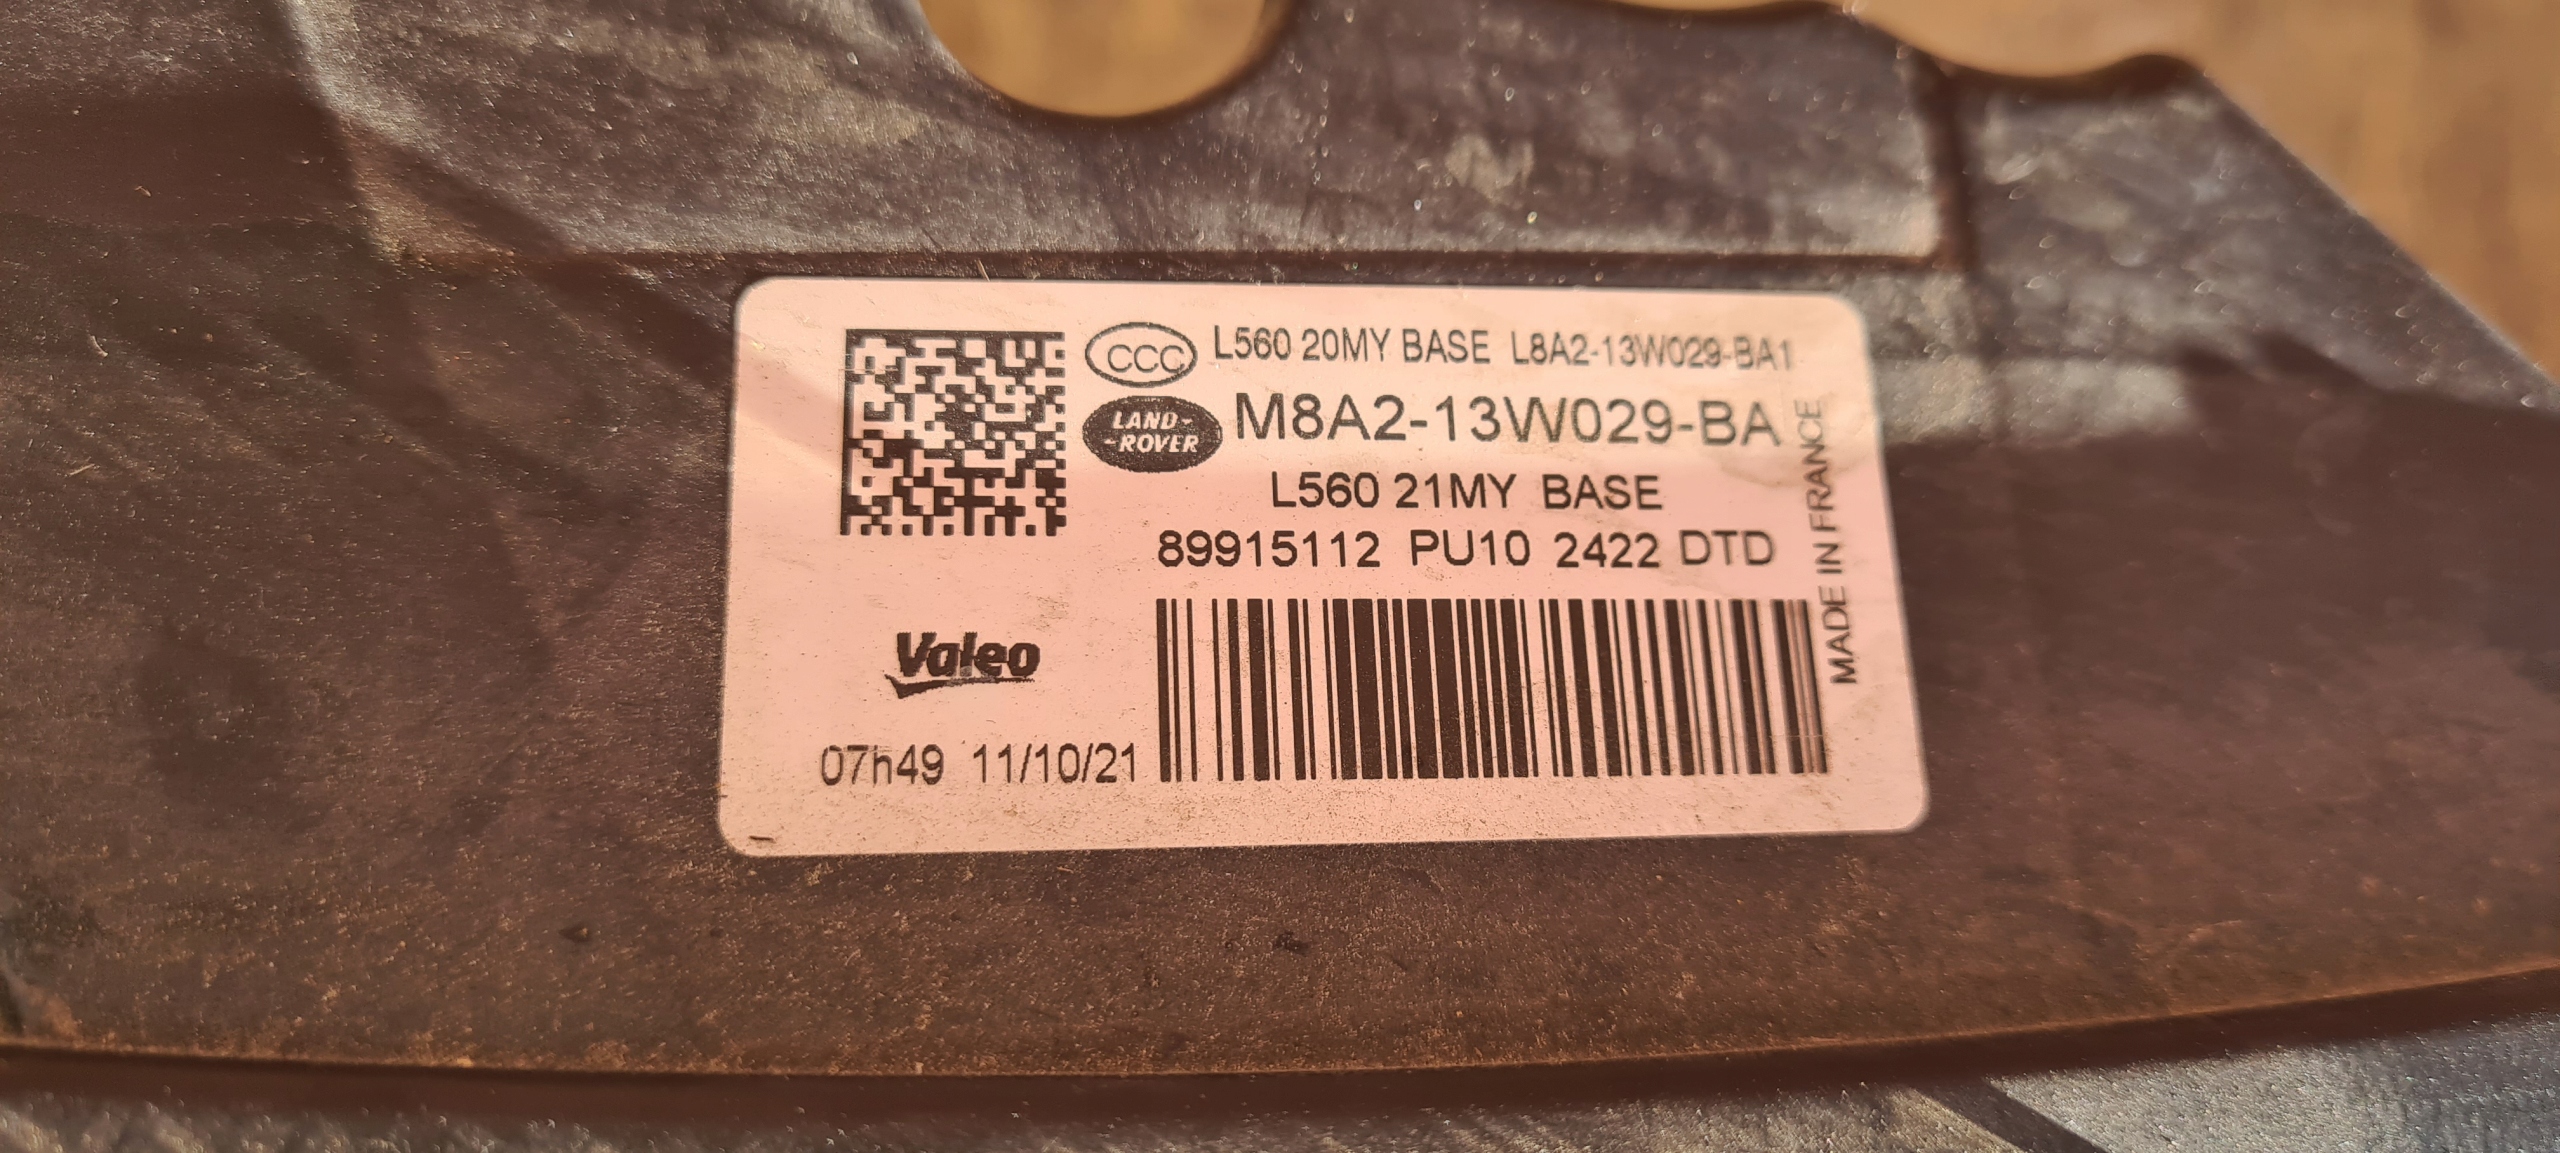 CCC L560 20MY BASE L8A2-13W029-BA1
LAND-
-ROVER
M8A2-13W029-BA
L560 21MY BASE
89915112 PU10 2422 DTD
MADE IN FRANCE
Valeo
07h49 11/10/21